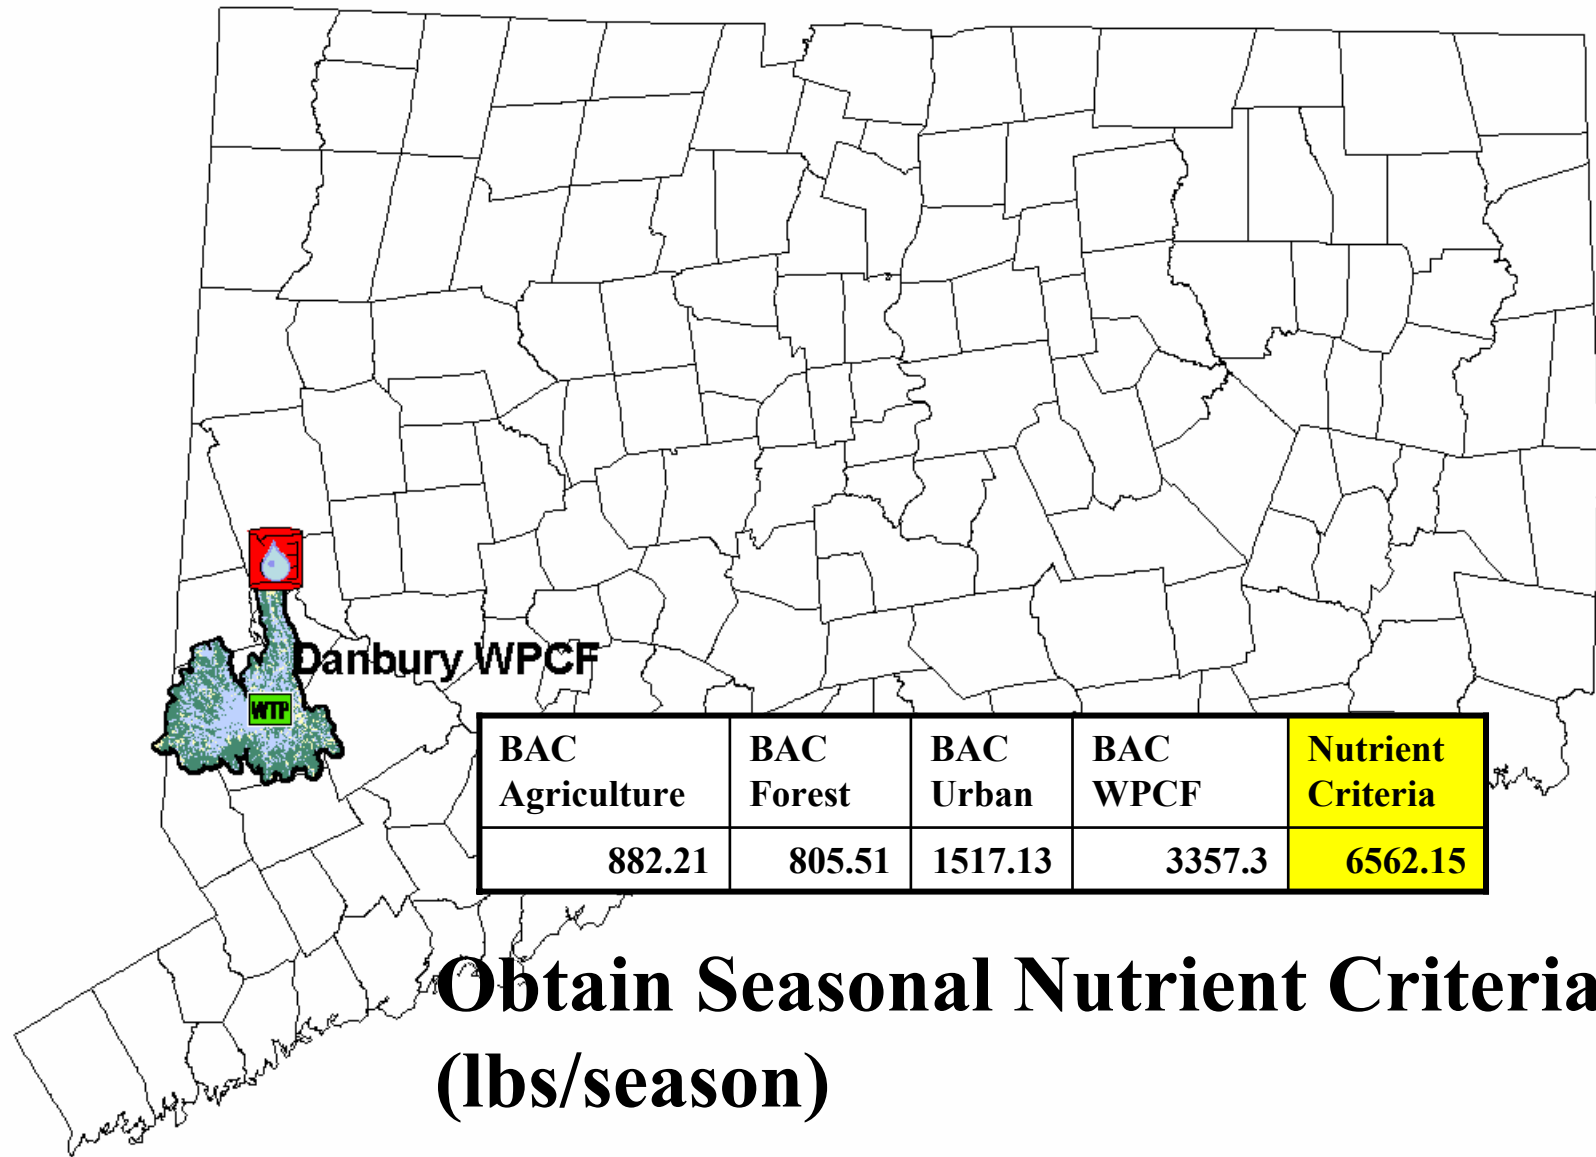 Danbury WPCF
WTP
BAC Agriculture BAC Forest BAC Urban BAC WPCF Nutrient Criteria
882.21 805.51 1517.13 3357.3 6562.15
Obtain Seasonal Nutrient Criteria
(lbs/season)